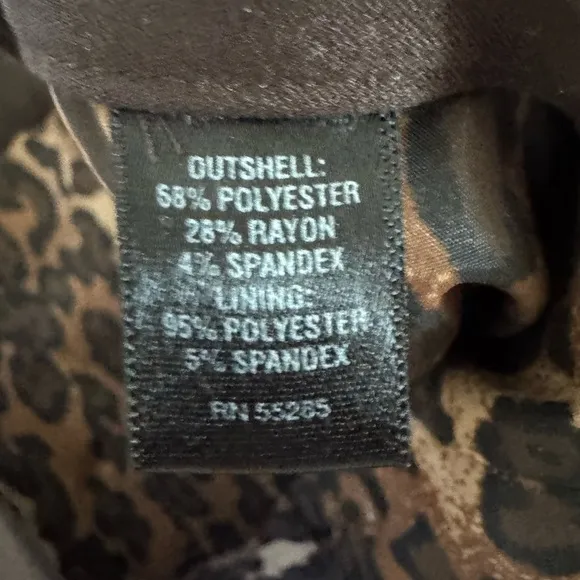 OUTSHELL:
68% POLYESTER
28% RAYON
4% SPANDEX
LINING:
95% POLYESTER
5% SPANDEX
RN 55285